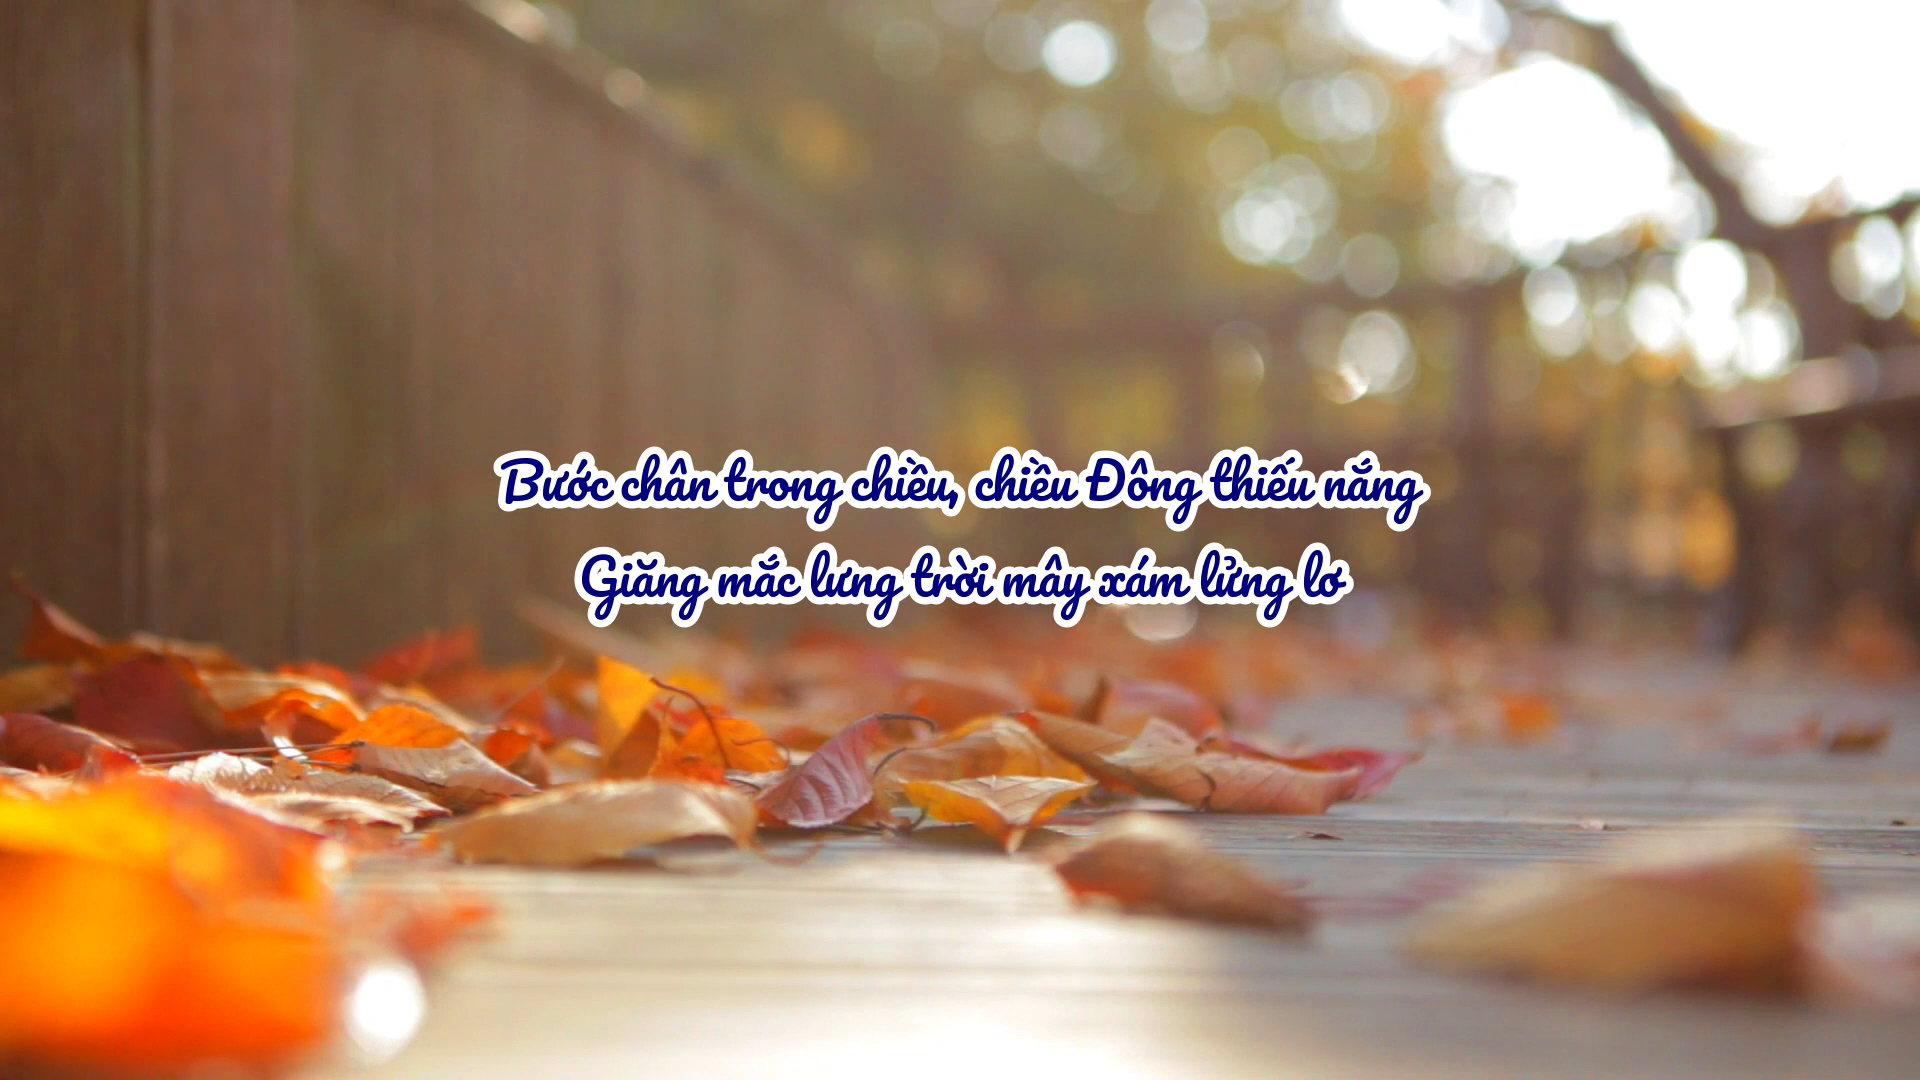 Bước chân trong chiều, chiều Đông thiếu nắng
Giăng mắc lưng trời mây xám lửng lơ